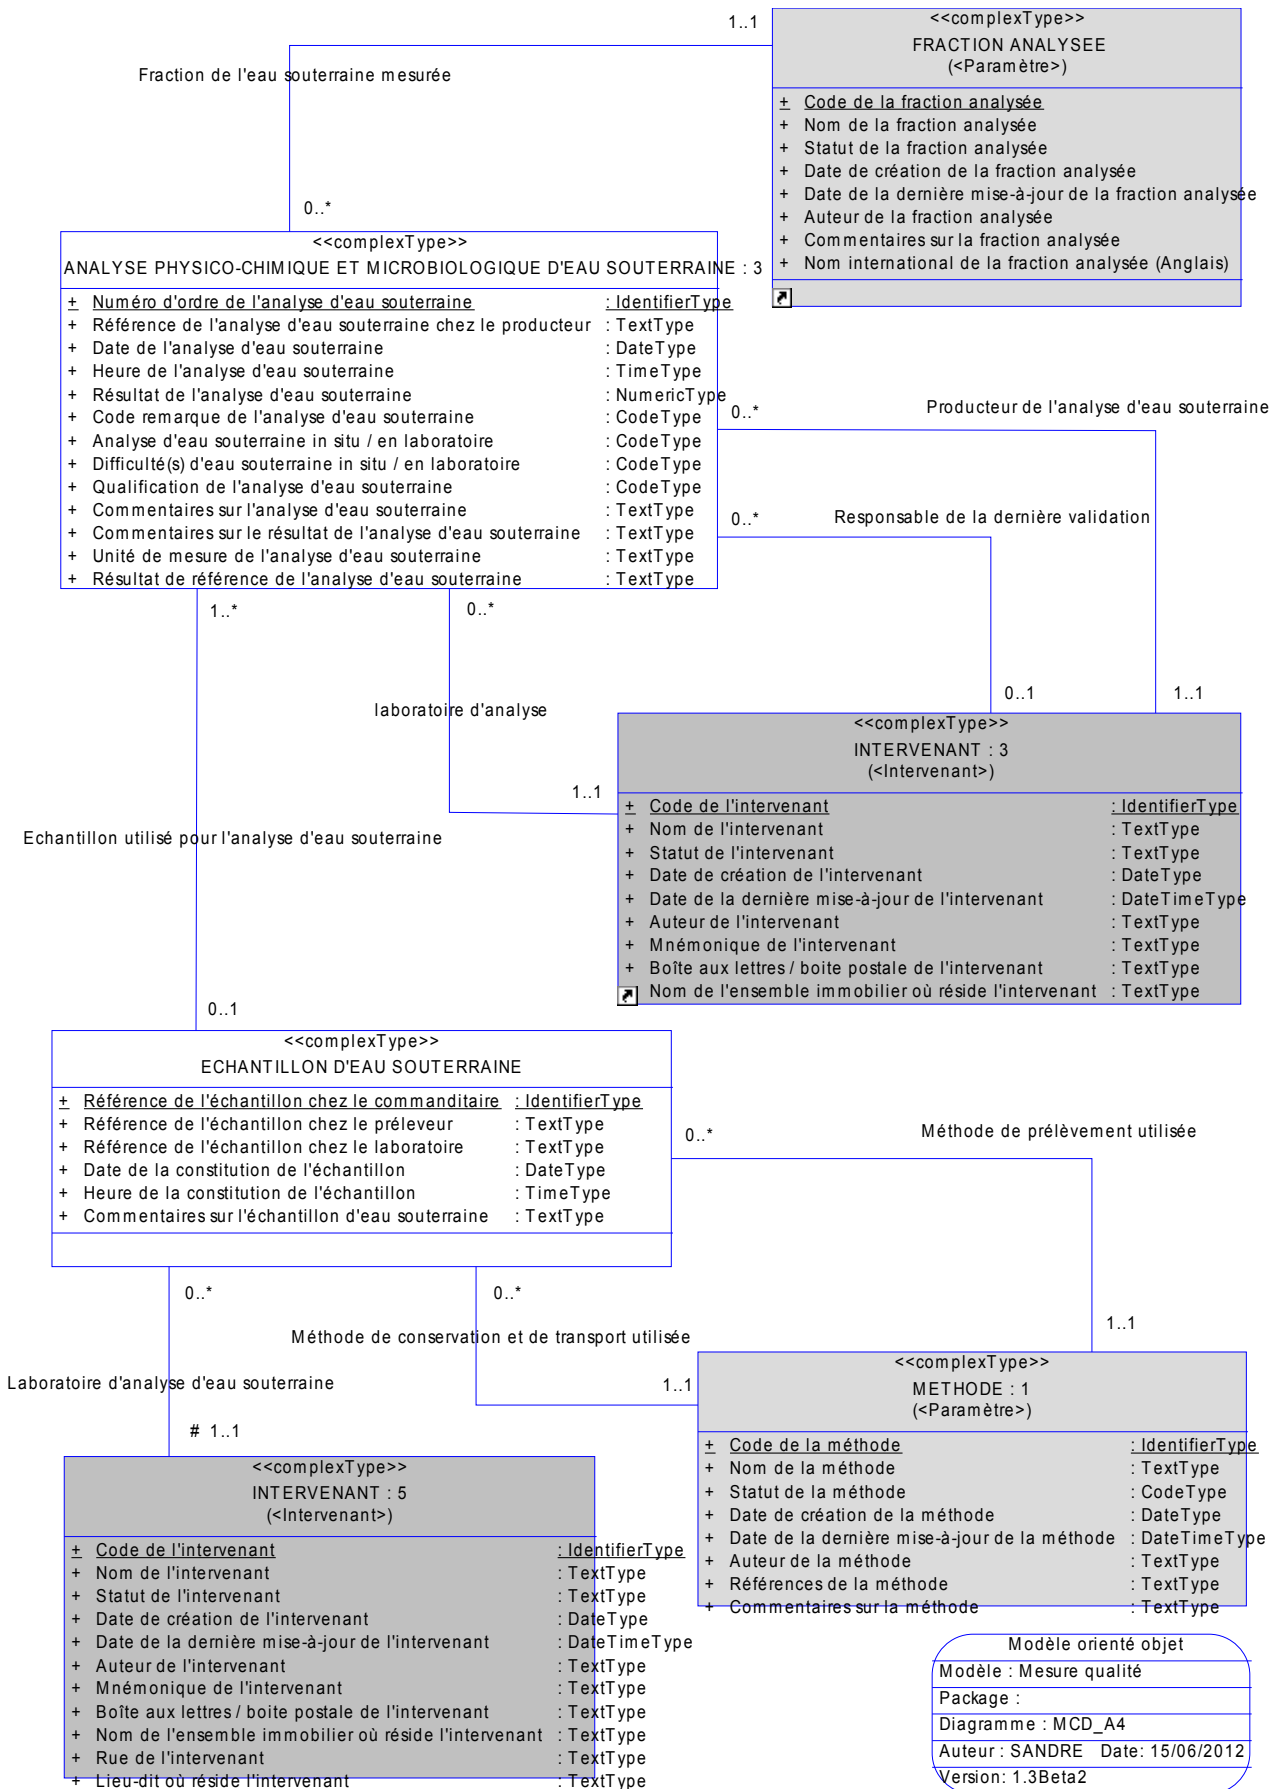 1..1
<<complexType>>
FRACTION ANALYSEE
(<Paramètre>)
+ Code de la fraction analysée
+ Nom de la fraction analysée
+ Statut de la fraction analysée
+ Date de création de la fraction analysée
+ Date de la dernière mise-à-jour de la fraction analysée
+ Auteur de la fraction analysée
+ Commentaires sur la fraction analysée
+ Nom international de la fraction analysée (Anglais)
Fraction de l'eau souterraine mesurée
0..*
<<complexType>>
ANALYSE PHYSICO-CHIMIQUE ET MICROBIOLOGIQUE D'EAU SOUTERRAINE : 3
+ Numéro d'ordre de l'analyse d'eau souterraine : IdentifierType
+ Référence de l'analyse d'eau souterraine chez le producteur : TextType
+ Date de l'analyse d'eau souterraine : DateType
+ Heure de l'analyse d'eau souterraine : TimeType
+ Résultat de l'analyse d'eau souterraine : NumericType
+ Code remarque de l'analyse d'eau souterraine : CodeType
+ Analyse d'eau souterraine in situ / en laboratoire : CodeType
+ Difficulté(s) d'eau souterraine in situ / en laboratoire : CodeType
+ Qualification de l'analyse d'eau souterraine : CodeType
+ Commentaires sur l'analyse d'eau souterraine : TextType
+ Commentaires sur le résultat de l'analyse d'eau souterraine : TextType
+ Unité de mesure de l'analyse d'eau souterraine : TextType
+ Résultat de référence de l'analyse d'eau souterraine : TextType
0..*
Producteur de l'analyse d'eau souterraine
0..*
Responsable de la dernière validation
1..*
0..*
0..1
1..1
laboratoire d'analyse
1..1
<<complexType>>
INTERVENANT : 3
(<Intervenant>)
+ Code de l'intervenant : IdentifierType
+ Nom de l'intervenant : TextType
+ Statut de l'intervenant : TextType
+ Date de création de l'intervenant : DateType
+ Date de la dernière mise-à-jour de l'intervenant : DateTimeType
+ Auteur de l'intervenant : TextType
+ Mnémonique de l'intervenant : TextType
+ Boîte aux lettres / boite postale de l'intervenant : TextType
Nom de l'ensemble immobilier où réside l'intervenant : TextType
Echantillon utilisé pour l'analyse d'eau souterraine
0..1
<<complexType>>
ECHANTILLON D'EAU SOUTERRAINE
+ Référence de l'échantillon chez le commanditaire : IdentifierType
+ Référence de l'échantillon chez le préleveur : TextType
+ Référence de l'échantillon chez le laboratoire : TextType
+ Date de la constitution de l'échantillon : DateType
+ Heure de la constitution de l'échantillon : TimeType
+ Commentaires sur l'échantillon d'eau souterraine : TextType
0..*
Méthode de prélèvement utilisée
0..*
0..*
1..1
Méthode de conservation et de transport utilisée
1..1
Laboratoire d'analyse d'eau souterraine
# 1..1
<<complexType>>
METHODE : 1
(<Paramètre>)
+ Code de la méthode : IdentifierType
+ Nom de la méthode : TextType
+ Statut de la méthode : CodeType
+ Date de création de la méthode : DateType
+ Date de la dernière mise-à-jour de la méthode : DateTimeType
+ Auteur de la méthode : TextType
+ Références de la méthode : TextType
+ Commentaires sur la méthode : TextType
<<complexType>>
INTERVENANT : 5
(<Intervenant>)
+ Code de l'intervenant : IdentifierType
+ Nom de l'intervenant : TextType
+ Statut de l'intervenant : TextType
+ Date de création de l'intervenant : DateType
+ Date de la dernière mise-à-jour de l'intervenant : DateTimeType
+ Auteur de l'intervenant : TextType
+ Mnémonique de l'intervenant : TextType
+ Boîte aux lettres / boite postale de l'intervenant : TextType
+ Nom de l'ensemble immobilier où réside l'intervenant : TextType
+ Rue de l'intervenant : TextType
+ Lieu-dit où réside l'intervenant : TextType
Modèle orienté objet
Modèle : Mesure qualité
Package :
Diagramme : MCD_A4
Auteur : SANDRE Date: 15/06/2012
Version: 1.3Beta2